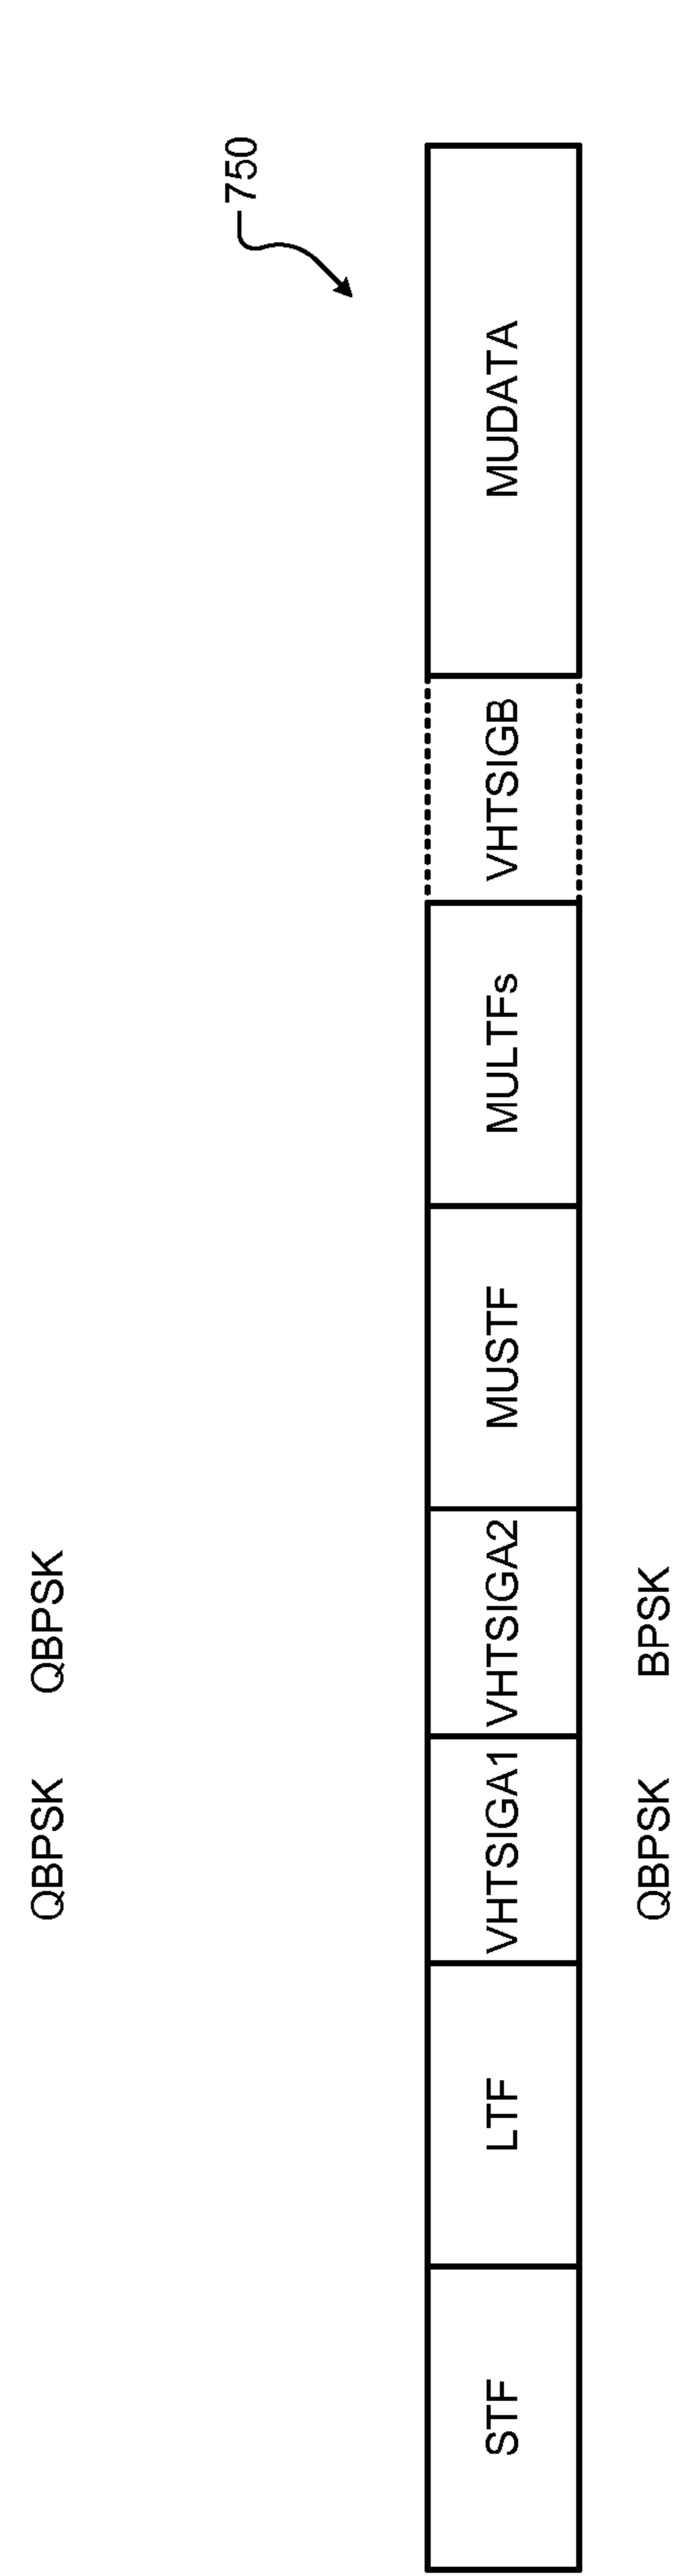 QBPSK QBPSK
750
STF LTF VHTSIGA1 VHTSIGA2 MUSTF MULTFs VHTSIGB MUDATA
QBPSK BPSK